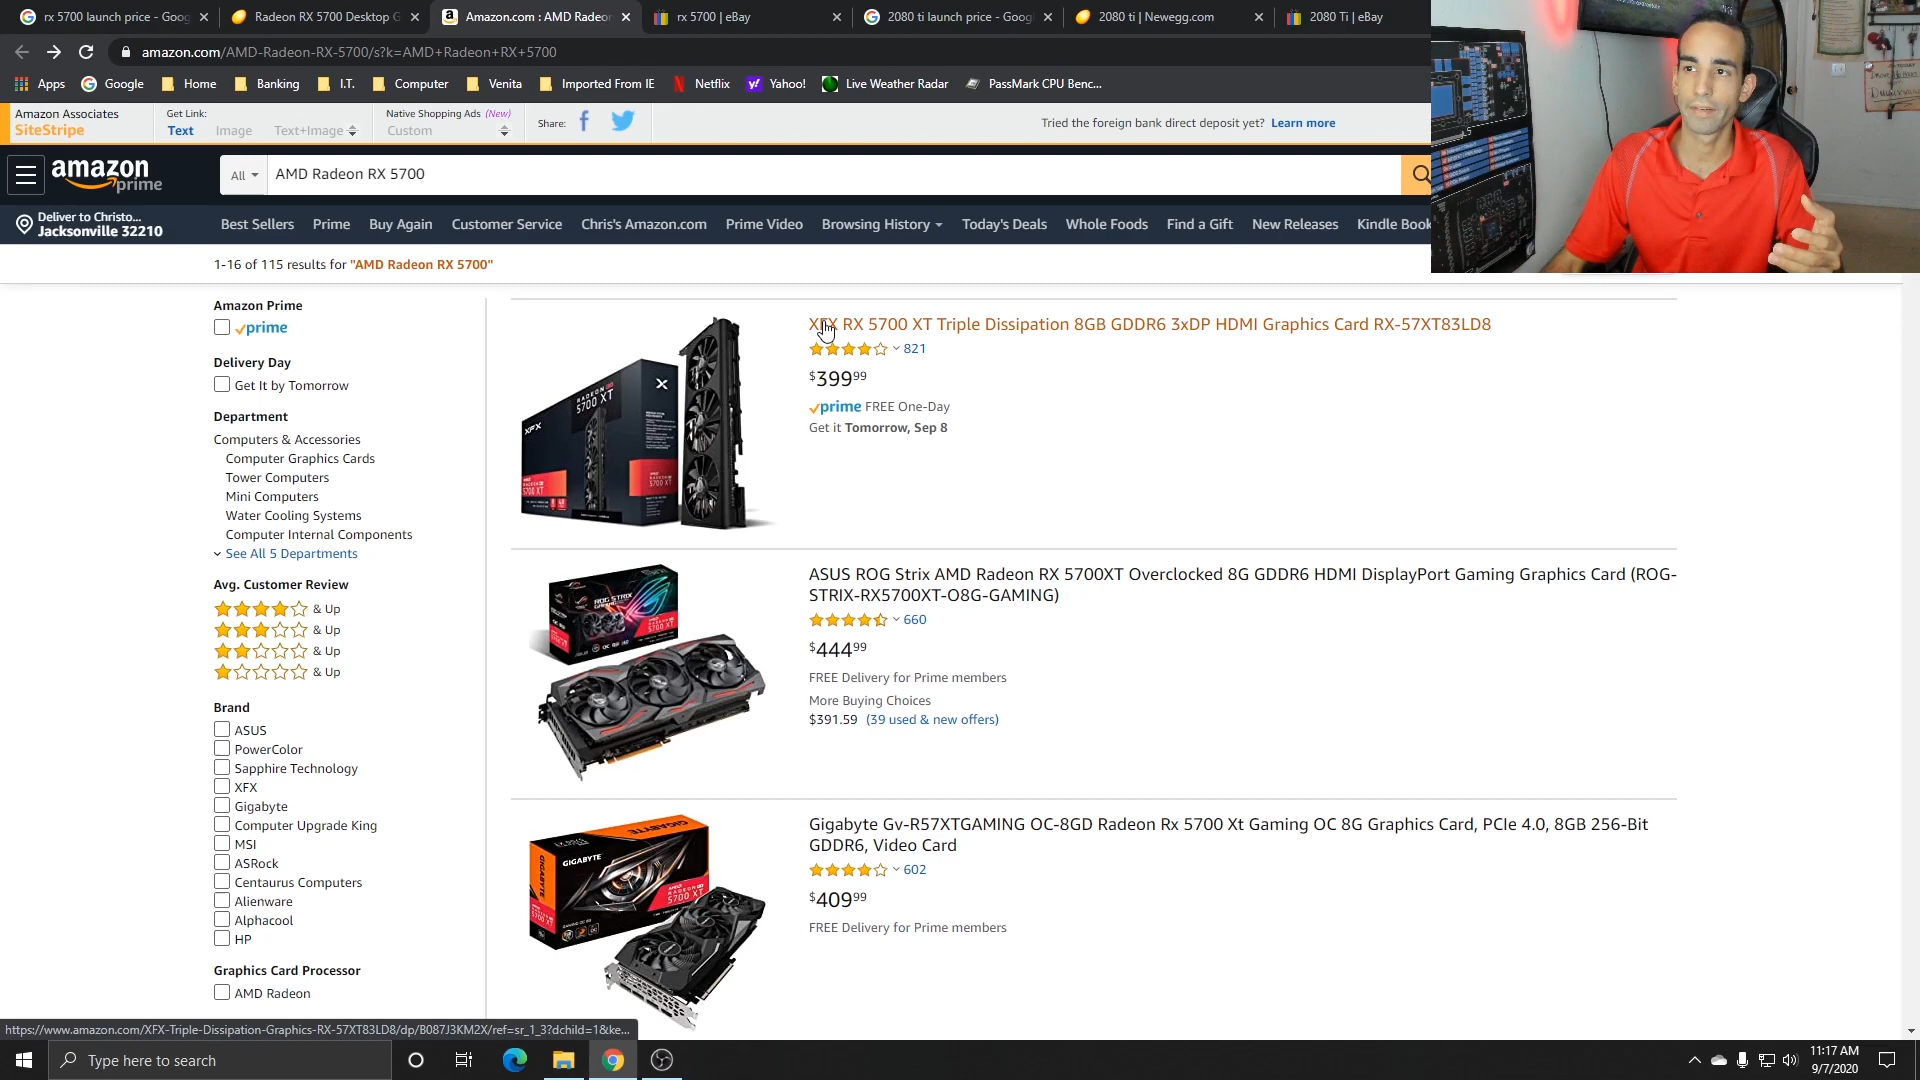 rx 5700 launch price - Goog
Radeon RX 5700 Desktop G
Amazon.com : AMD Radeon
rx 5700 | eBay
2080 ti launch price - Googl
2080 ti | Newegg.com
2080 Ti | eBay
amazon.com/AMD-Radeon-RX-5700/s?k=AMD+Radeon+RX+5700
Apps
Google
Home
Banking
I.T.
Computer
Venita
Imported From IE
Netflix
Yahoo!
Live Weather Radar
PassMark CPU Benc...
Amazon Associates
SiteStripe
Get Link:
Text
Image
Text+Image
Native Shopping Ads (New)
Custom
Share:
Tried the foreign bank direct deposit yet? Learn more
amazon prime
All
AMD Radeon RX 5700
Deliver to Christo...
Jacksonville 32210
Best Sellers
Prime
Buy Again
Customer Service
Chris's Amazon.com
Prime Video
Browsing History
Today's Deals
Whole Foods
Find a Gift
New Releases
Kindle Book
1-16 of 115 results for "AMD Radeon RX 5700"
Amazon Prime
prime
Delivery Day
Get It by Tomorrow
Department
Computers & Accessories
Computer Graphics Cards
Tower Computers
Mini Computers
Water Cooling Systems
Computer Internal Components
See All 5 Departments
Avg. Customer Review
& Up
& Up
& Up
& Up
Brand
ASUS
PowerColor
Sapphire Technology
XFX
Gigabyte
Computer Upgrade King
MSI
ASRock
Centaurus Computers
Alienware
Alphacool
HP
Graphics Card Processor
AMD Radeon
XFX
RADEON
5700 XT
5700 XT
XFX RX 5700 XT Triple Dissipation 8GB GDDR6 3xDP HDMI Graphics Card RX-57XT83LD8
821
$399.99
prime FREE One-Day
Get it Tomorrow, Sep 8
ROG STRIX
ASUS ROG Strix AMD Radeon RX 5700XT Overclocked 8G GDDR6 HDMI DisplayPort Gaming Graphics Card (ROG-
STRIX-RX5700XT-O8G-GAMING)
660
$444.99
FREE Delivery for Prime members
More Buying Choices
$391.59 (39 used & new offers)
GIGABYTE
GIGABYTE
RADEON
5700 XT
Gigabyte Gv-R57XTGAMING OC-8GD Radeon Rx 5700 Xt Gaming OC 8G Graphics Card, PCIe 4.0, 8GB 256-Bit
GDDR6, Video Card
602
$409.99
FREE Delivery for Prime members
https://www.amazon.com/XFX-Triple-Dissipation-Graphics-RX-57XT83LD8/dp/B087J3KM2X/ref=sr_1_3?dchild=1&ke...
Type here to search
11:17 AM
9/7/2020